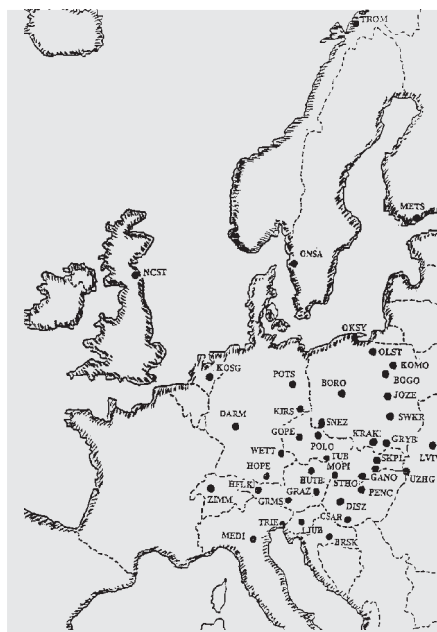 TROM
METS
ONSA
NCST
OKSY
OLST
KOSG
KOMO
POTS
BOGO
BORO
JOZE
KIRS
DARM
SWKR
SNEZ
GOPE
KRAK
GRYB
POLO
LVIV
WETT
TUB
SKPL
HOPE
MOPI
UZHG
HUTB
GANO
HFLK
STHO
ZIMM
GRAZ
PENC
GRMS
DISZ
CSAR
TRIE
LJUB
MEDI
BRSK